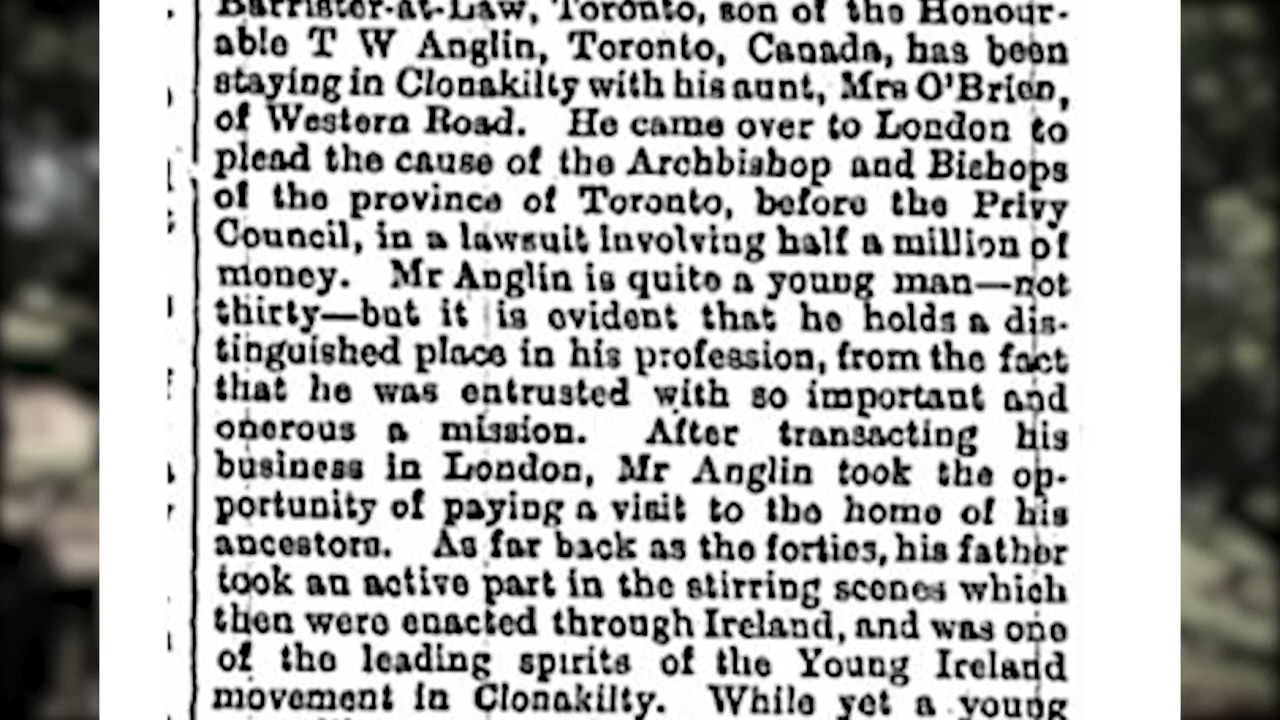 Barrister-at-Law, Toronto, son of the Honour-
able T W Anglin, Toronto, Canada, has been
staying in Clonakilty with his aunt, Mrs O'Brien,
of Western Road. He came over to London to
plead the cause of the Archbishop and Bishops
of the province of Toronto, before the Privy
Council, in a lawsuit involving half a million of
money. Mr Anglin is quite a young man—not
thirty—but it is evident that he holds a dis-
tinguished place in his profession, from the fact
that he was entrusted with so important and
onerous a mission. After transacting his
business in London, Mr Anglin took the op-
portunity of paying a visit to the home of his
ancestors. As far back as the forties, his father
took an active part in the stirring scenes which
then were enacted through Ireland, and was one
of the leading spirits of the Young Ireland
movement in Clonakilty. While yet a young